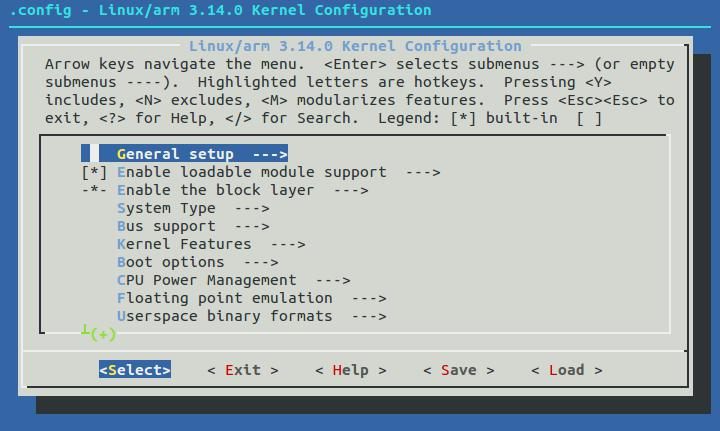 .config - Linux/arm 3.14.0 Kernel Configuration
Linux/arm 3.14.0 Kernel Configuration
Arrow keys navigate the menu.  <Enter> selects submenus ---> (or empty
submenus ----).  Highlighted letters are hotkeys.  Pressing <Y>
includes, <N> excludes, <M> modularizes features.  Press <Esc><Esc> to
exit, <?> for Help, </> for Search.  Legend: [*] built-in  [ ]
General setup  --->
[*] Enable loadable module support  --->
-*- Enable the block layer  --->
System Type  --->
Bus support  --->
Kernel Features  --->
Boot options  --->
CPU Power Management  --->
Floating point emulation  --->
Userspace binary formats  --->
(+)
<Select>    < Exit >    < Help >    < Save >    < Load >